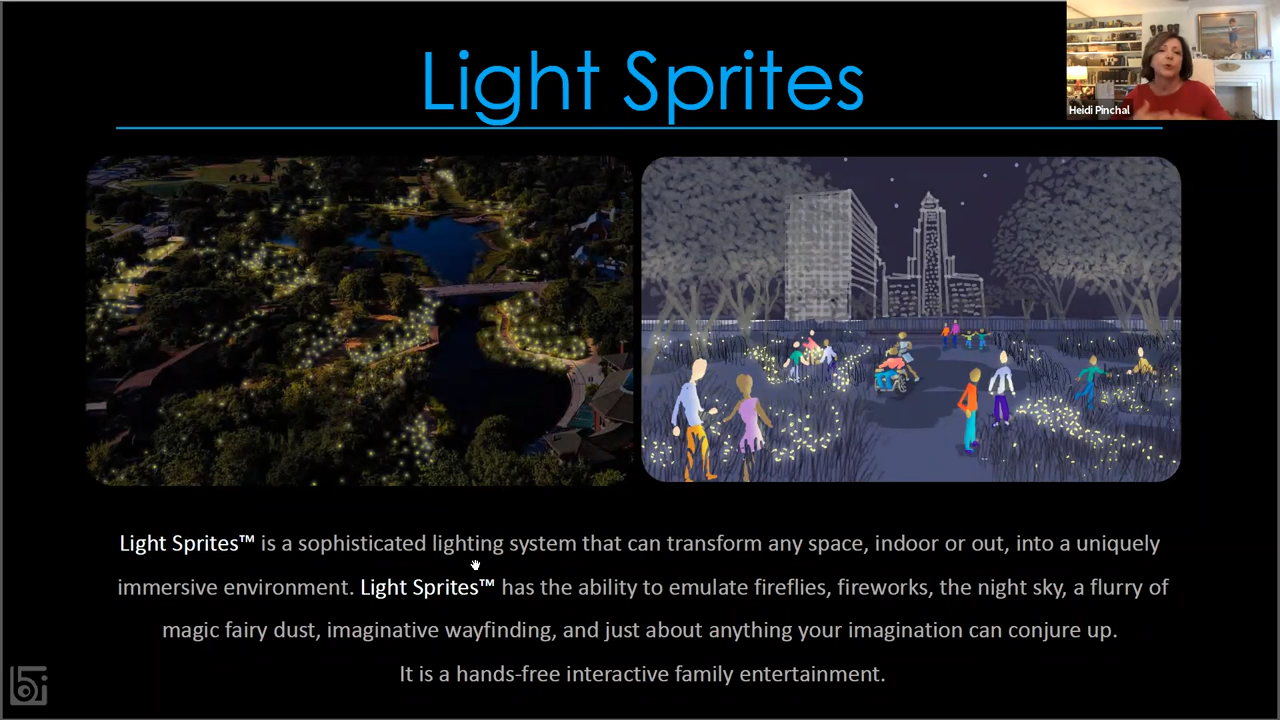 Light Sprites
Heidi Pinchal
Light Sprites™ is a sophisticated lighting system that can transform any space, indoor or out, into a uniquely
immersive environment. Light Sprites™ has the ability to emulate fireflies, fireworks, the night sky, a flurry of
magic fairy dust, imaginative wayfinding, and just about anything your imagination can conjure up.
It is a hands-free interactive family entertainment.